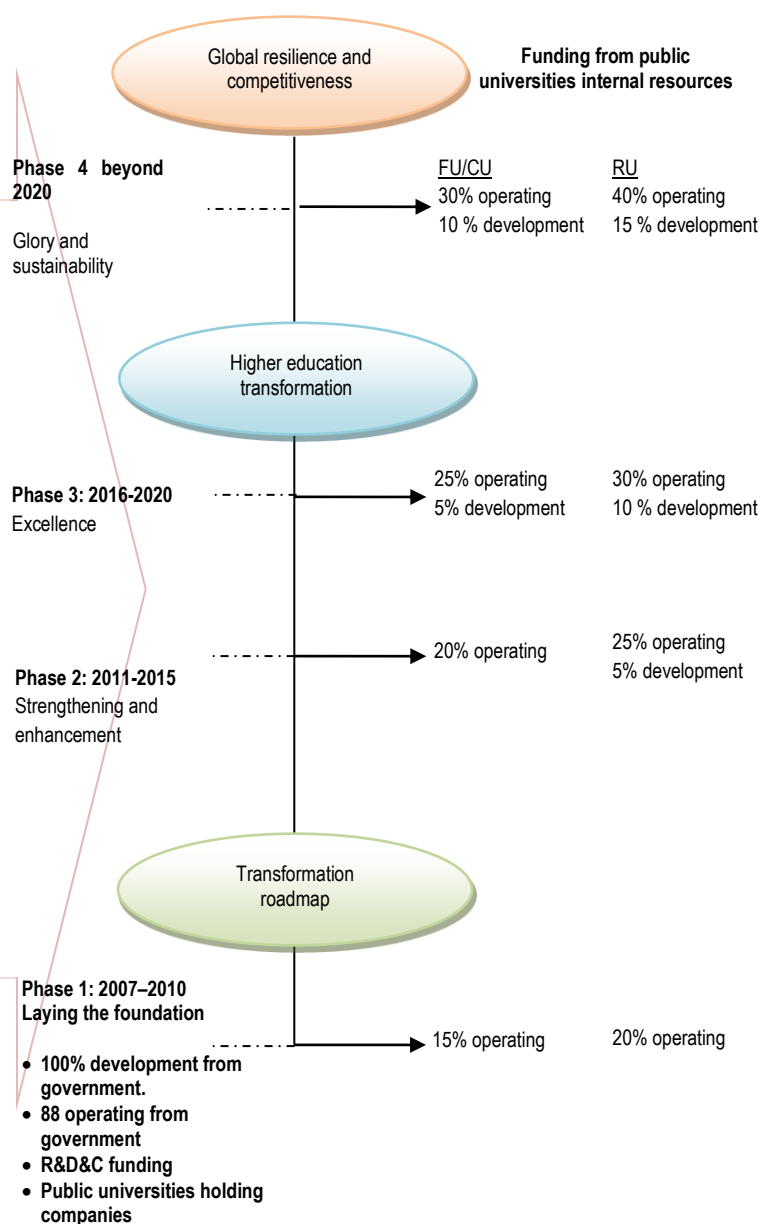 Global resilience and
competitiveness
Funding from public
universities internal resources
Phase 4 beyond
2020
Glory and
sustainability
FU/CU
30% operating
10 % development
RU
40% operating
15 % development
Higher education
transformation
Phase 3: 2016-2020
Excellence
25% operating
5% development
30% operating
10 % development
Phase 2: 2011-2015
Strengthening and
enhancement
20% operating
25% operating
5% development
Transformation
roadmap
Phase 1: 2007–2010
Laying the foundation
15% operating
20% operating
• 100% development from
government.
• 88 operating from
government
• R&D&C funding
• Public universities holding
companies